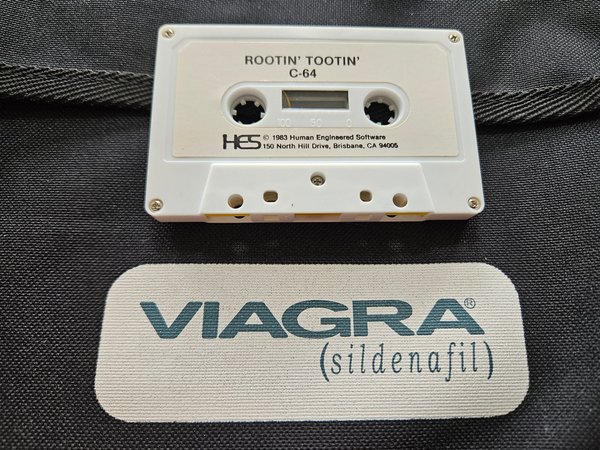 ROOTIN' TOOTIN'
C-64
100 50 0
HES © 1983 Human Engineered Software
150 North Hill Drive, Brisbane, CA 94005
VIAGRA®
(sildenafil)